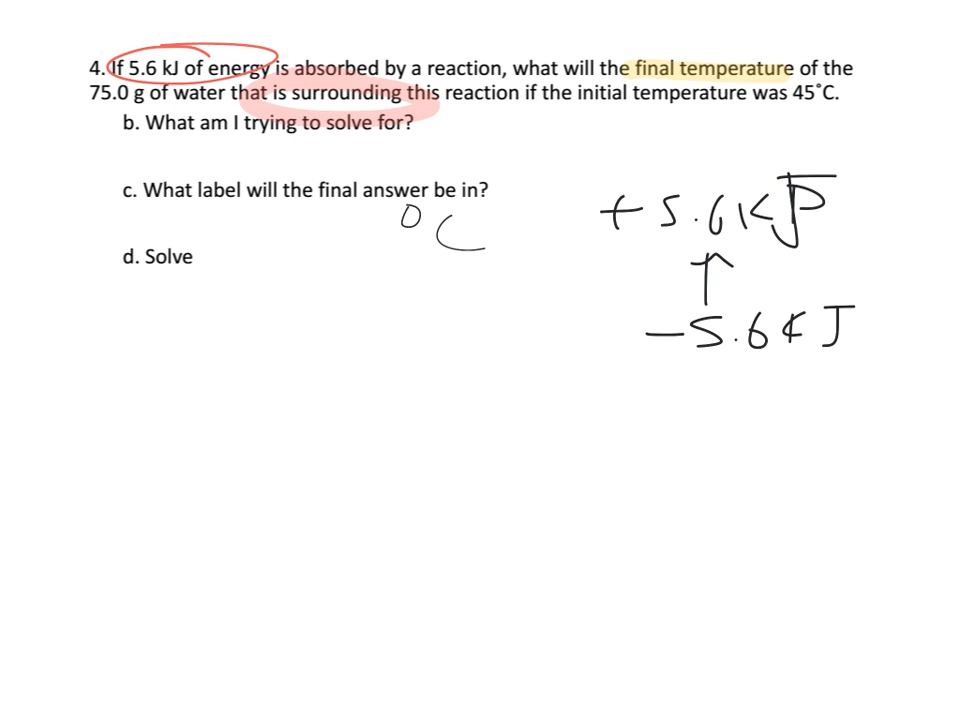 4. If 5.6 kJ of energy is absorbed by a reaction, what will the final temperature of the
75.0 g of water that is surrounding this reaction if the initial temperature was 45˚C.
b. What am I trying to solve for?
c. What label will the final answer be in?
°C
+5.6KJ
d. Solve
-5.6kJ